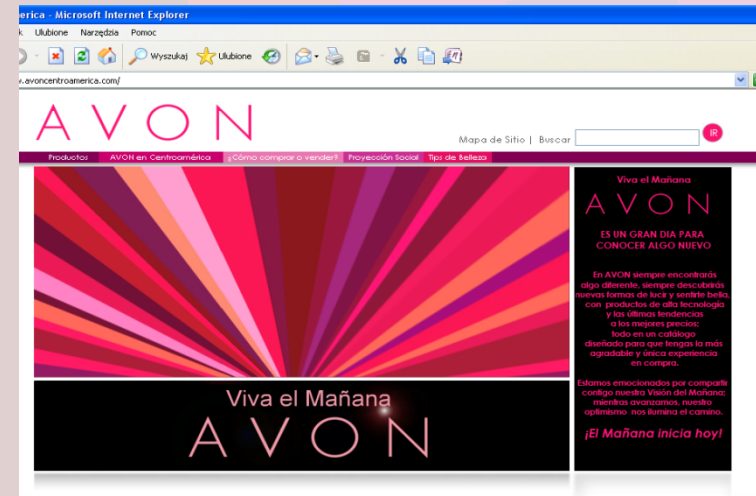 erica - Microsoft Internet Explorer
k Ulubione Narzędzia Pomoc
Wyszukaj Ulubione
.avoncentroamerica.com/
AVON
Mapa de Sitio | Buscar IR
Productos AVON en Centroamérica ¿Cómo comprar o vender? Proyección Social Tips de Belleza
Viva el Mañana
AVON
ES UN GRAN DIA PARA
CONOCER ALGO NUEVO
En AVON siempre encontrarás
algo diferente, siempre descubrirás
nuevas formas de lucir y sentirte bella,
con productos de alta tecnología
y las últimas tendencias
a los mejores precios;
todo en un catálogo
diseñado para que tengas la más
agradable y única experiencia
en compra.
Estamos emocionados por compartir
contigo nuestra Visión del Mañana;
mientras avanzamos, nuestro
optimismo nos ilumina el camino.
¡El Mañana inicia hoy!
Viva el Mañana
AVON